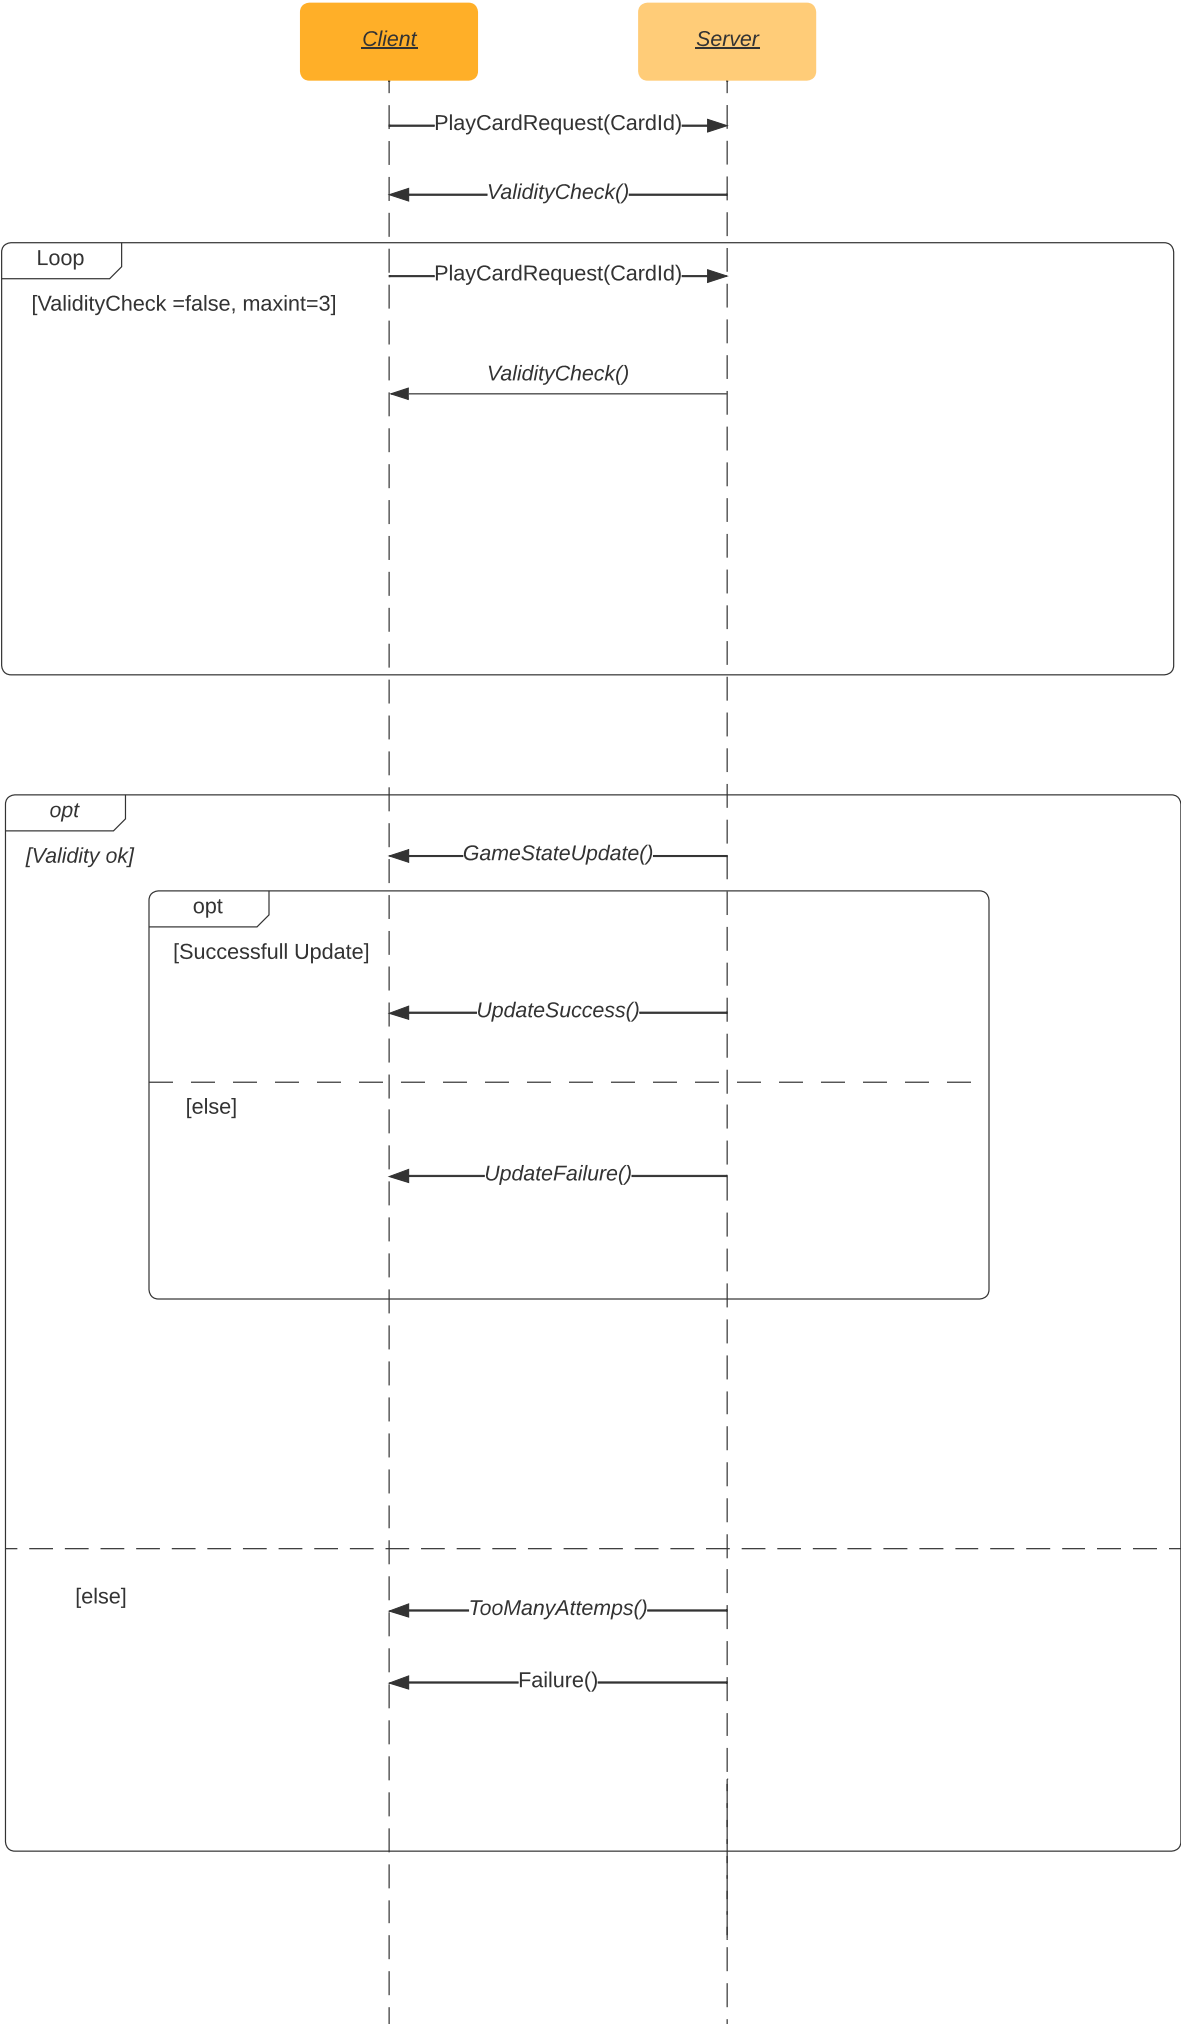 Client
Server
PlayCardRequest(CardId)
ValidityCheck()
Loop
PlayCardRequest(CardId)
[ValidityCheck =false, maxint=3]
ValidityCheck()
opt
[Validity ok]
GameStateUpdate()
opt
[Successfull Update]
UpdateSuccess()
[else]
UpdateFailure()
[else]
TooManyAttemps()
Failure()